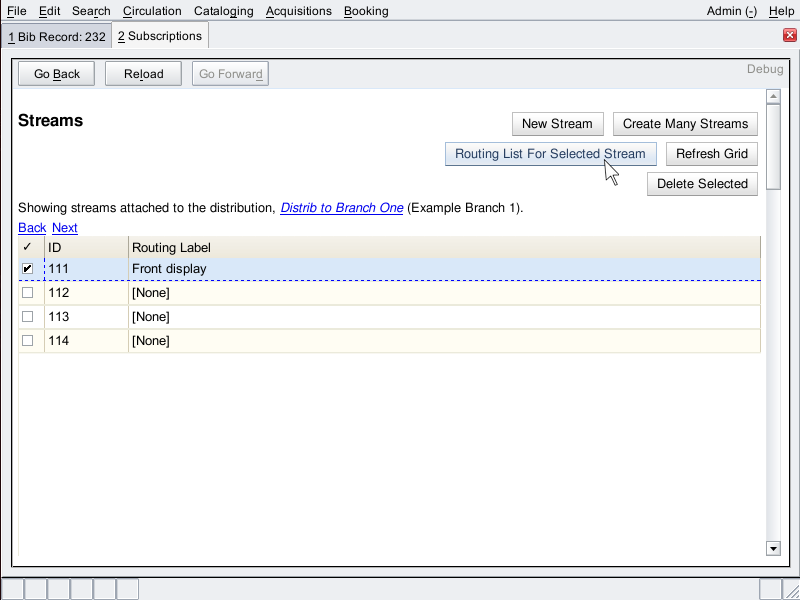 File Edit Search Circulation Cataloging Acquisitions Booking Admin (-) Help
1 Bib Record: 232 2 Subscriptions
Go Back Reload Go Forward Debug
Streams New Stream Create Many Streams
Routing List For Selected Stream Refresh Grid
Delete Selected
Showing streams attached to the distribution, Distrib to Branch One (Example Branch 1).
Back Next
✓ ID Routing Label
111 Front display
112 [None]
113 [None]
114 [None]